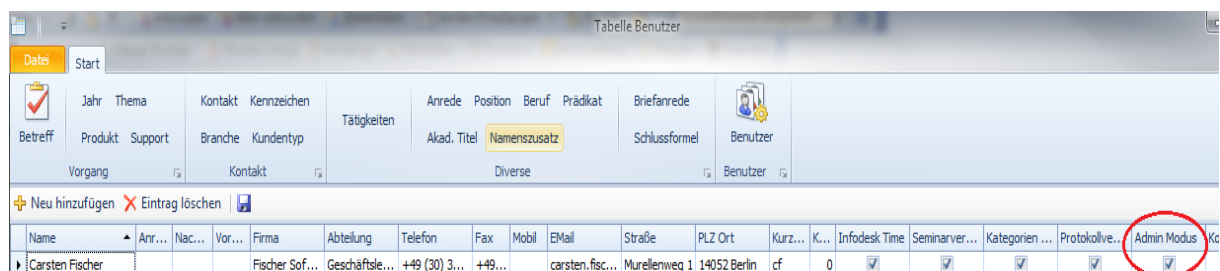 Tabelle Benutzer
Datei Start
Jahr Thema Kontakt Kennzeichen Anrede Position Beruf Prädikat Briefanrede
Tätigkeiten
Betreff Produkt Support Branche Kundentyp Akad. Titel Namenszusatz Schlussformel Benutzer
Vorgang Kontakt Diverse Benutzer
Neu hinzufügen Eintrag löschen
Name Anr... Nac... Vor... Firma Abteilung Telefon Fax Mobil EMail Straße PLZ Ort Kurz... K... Infodesk Time Seminarver... Kategorien ... Protokollve... Admin Modus Ko
Carsten Fischer Fischer Sof... Geschäftsle... +49 (30) 3... +49... carsten.fisc... Murellenweg 1 14052 Berlin cf 0